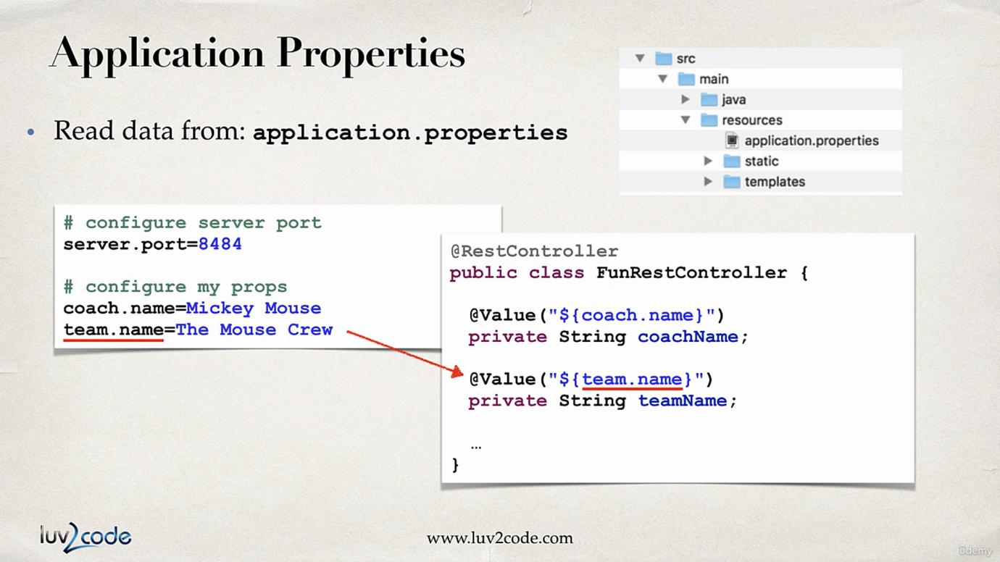 Application Properties
• Read data from: application.properties
src
main
java
resources
application.properties
static
templates
# configure server port
server.port=8484
# configure my props
coach.name=Mickey Mouse
team.name=The Mouse Crew
@RestController
public class FunRestController {
@Value("${coach.name}")
private String coachName;
@Value("${team.name}")
private String teamName;
…
}
luv2code
www.luv2code.com
ûdemy